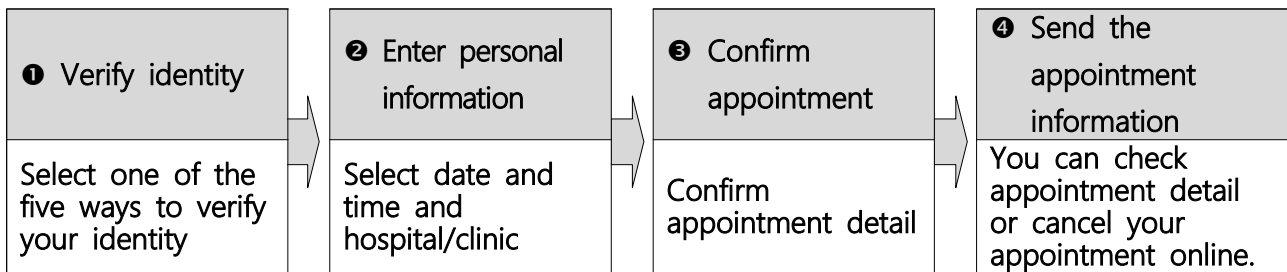 ❶ Verify identity
Select one of the
five ways to verify
your identity
❷ Enter personal
information
Select date and
time and
hospital/clinic
❸ Confirm
appointment
Confirm
appointment detail
❹ Send the
appointment
information
You can check
appointment detail
or cancel your
appointment online.